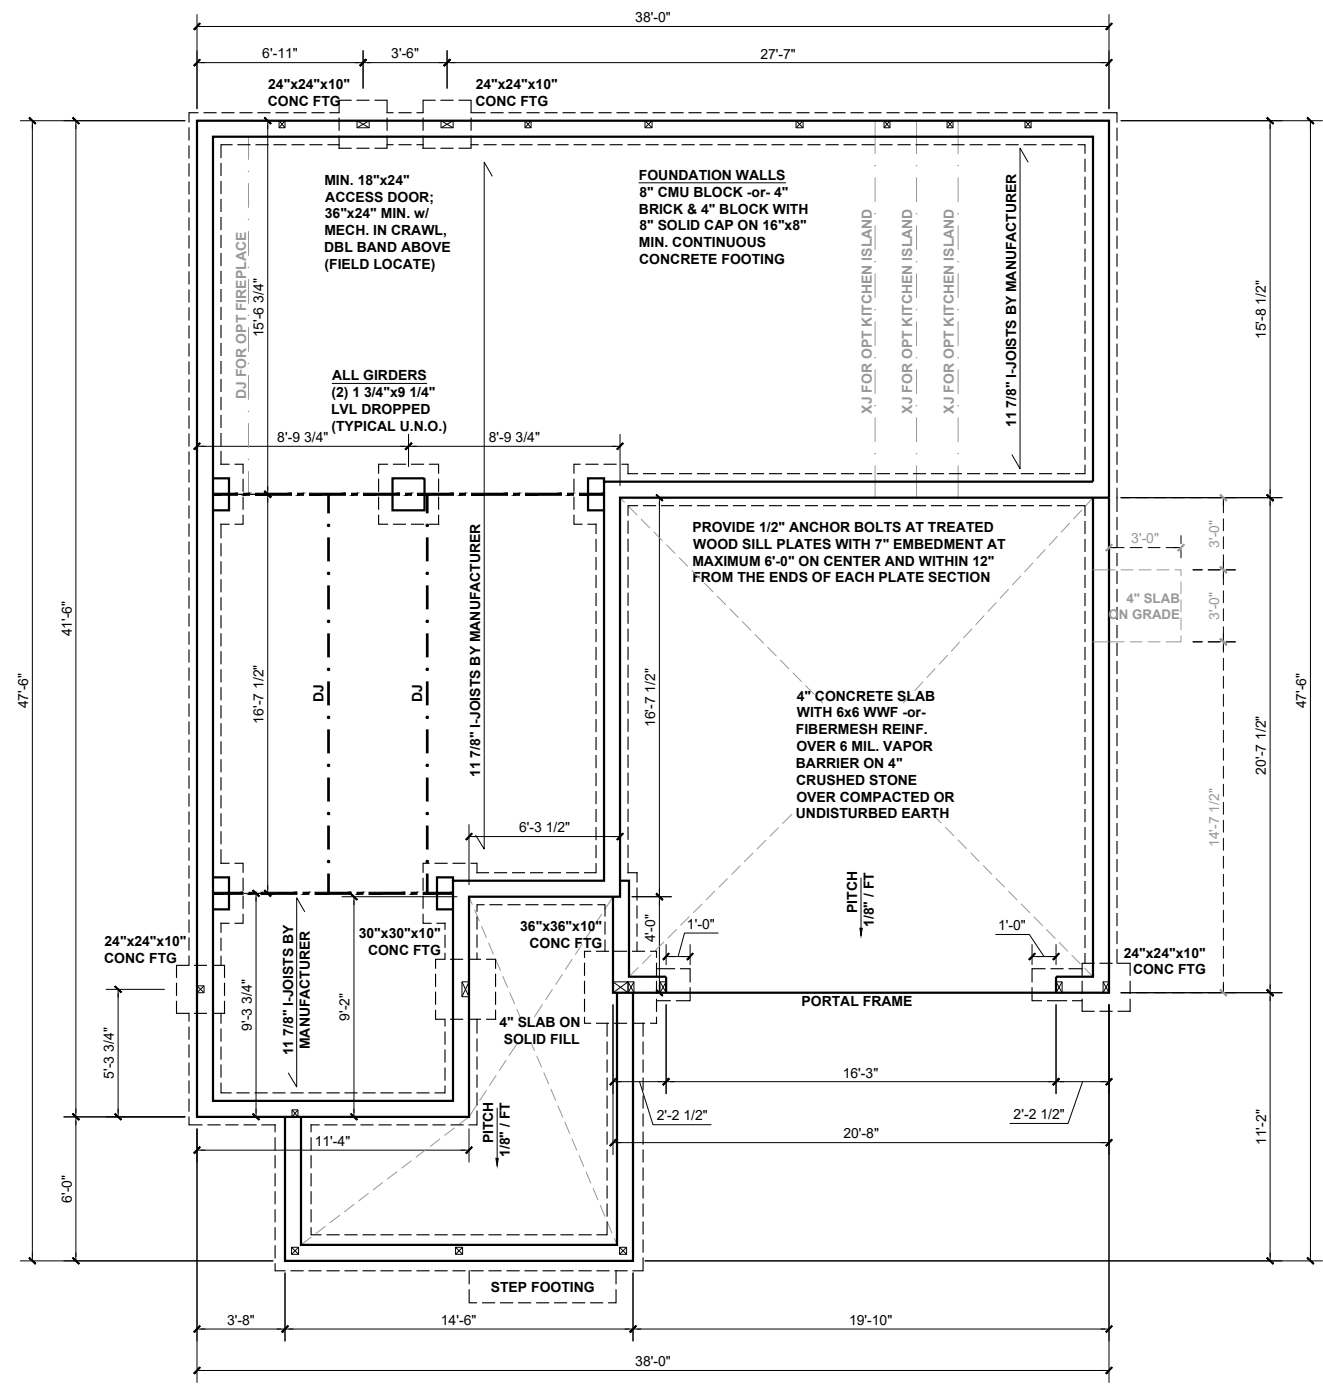 38'-0"
6'-11"
3'-6"
27'-7"
24"x24"x10"
CONC FTG
24"x24"x10"
CONC FTG
MIN. 18"x24"
ACCESS DOOR;
36"x24" MIN. w/
MECH. IN CRAWL,
DBL BAND ABOVE
(FIELD LOCATE)
FOUNDATION WALLS
8" CMU BLOCK -or- 4"
BRICK & 4" BLOCK WITH
8" SOLID CAP ON 16"x8"
MIN. CONTINUOUS
CONCRETE FOOTING
DJ FOR OPT FIREPLACE
15'-6 3/4"
XJ FOR OPT KITCHEN ISLAND
XJ FOR OPT KITCHEN ISLAND
XJ FOR OPT KITCHEN ISLAND
11 7/8" I-JOISTS BY MANUFACTURER
15'-8 1/2"
ALL GIRDERS
(2) 1 3/4"x9 1/4"
LVL DROPPED
(TYPICAL U.N.O.)
8'-9 3/4"
8'-9 3/4"
PROVIDE 1/2" ANCHOR BOLTS AT TREATED
WOOD SILL PLATES WITH 7" EMBEDMENT AT
MAXIMUM 6'-0" ON CENTER AND WITHIN 12"
FROM THE ENDS OF EACH PLATE SECTION
3'-0"
3'-0"
4" SLAB
ON GRADE
3'-0"
41'-6"
47'-6"
16'-7 1/2"
DJ
DJ
11 7/8" I-JOISTS BY MANUFACTURER
16'-7 1/2"
4" CONCRETE SLAB
WITH 6x6 WWF -or-
FIBERMESH REINF.
OVER 6 MIL. VAPOR
BARRIER ON 4"
CRUSHED STONE
OVER COMPACTED OR
UNDISTURBED EARTH
47'-6"
20'-7 1/2"
14'-7 1/2"
6'-3 1/2"
PITCH
1/8" / FT
24"x24"x10"
CONC FTG
11 7/8" I-JOISTS BY
MANUFACTURER
30"x30"x10"
CONC FTG
36"x36"x10"
CONC FTG
4'-0"
1'-0"
1'-0"
24"x24"x10"
CONC FTG
PORTAL FRAME
9'-3 3/4"
9'-2"
4" SLAB ON
SOLID FILL
5'-3 3/4"
16'-3"
2'-2 1/2"
2'-2 1/2"
PITCH
1/8" / FT
11'-4"
20'-8"
11'-2"
6'-0"
STEP FOOTING
3'-8"
14'-6"
19'-10"
38'-0"